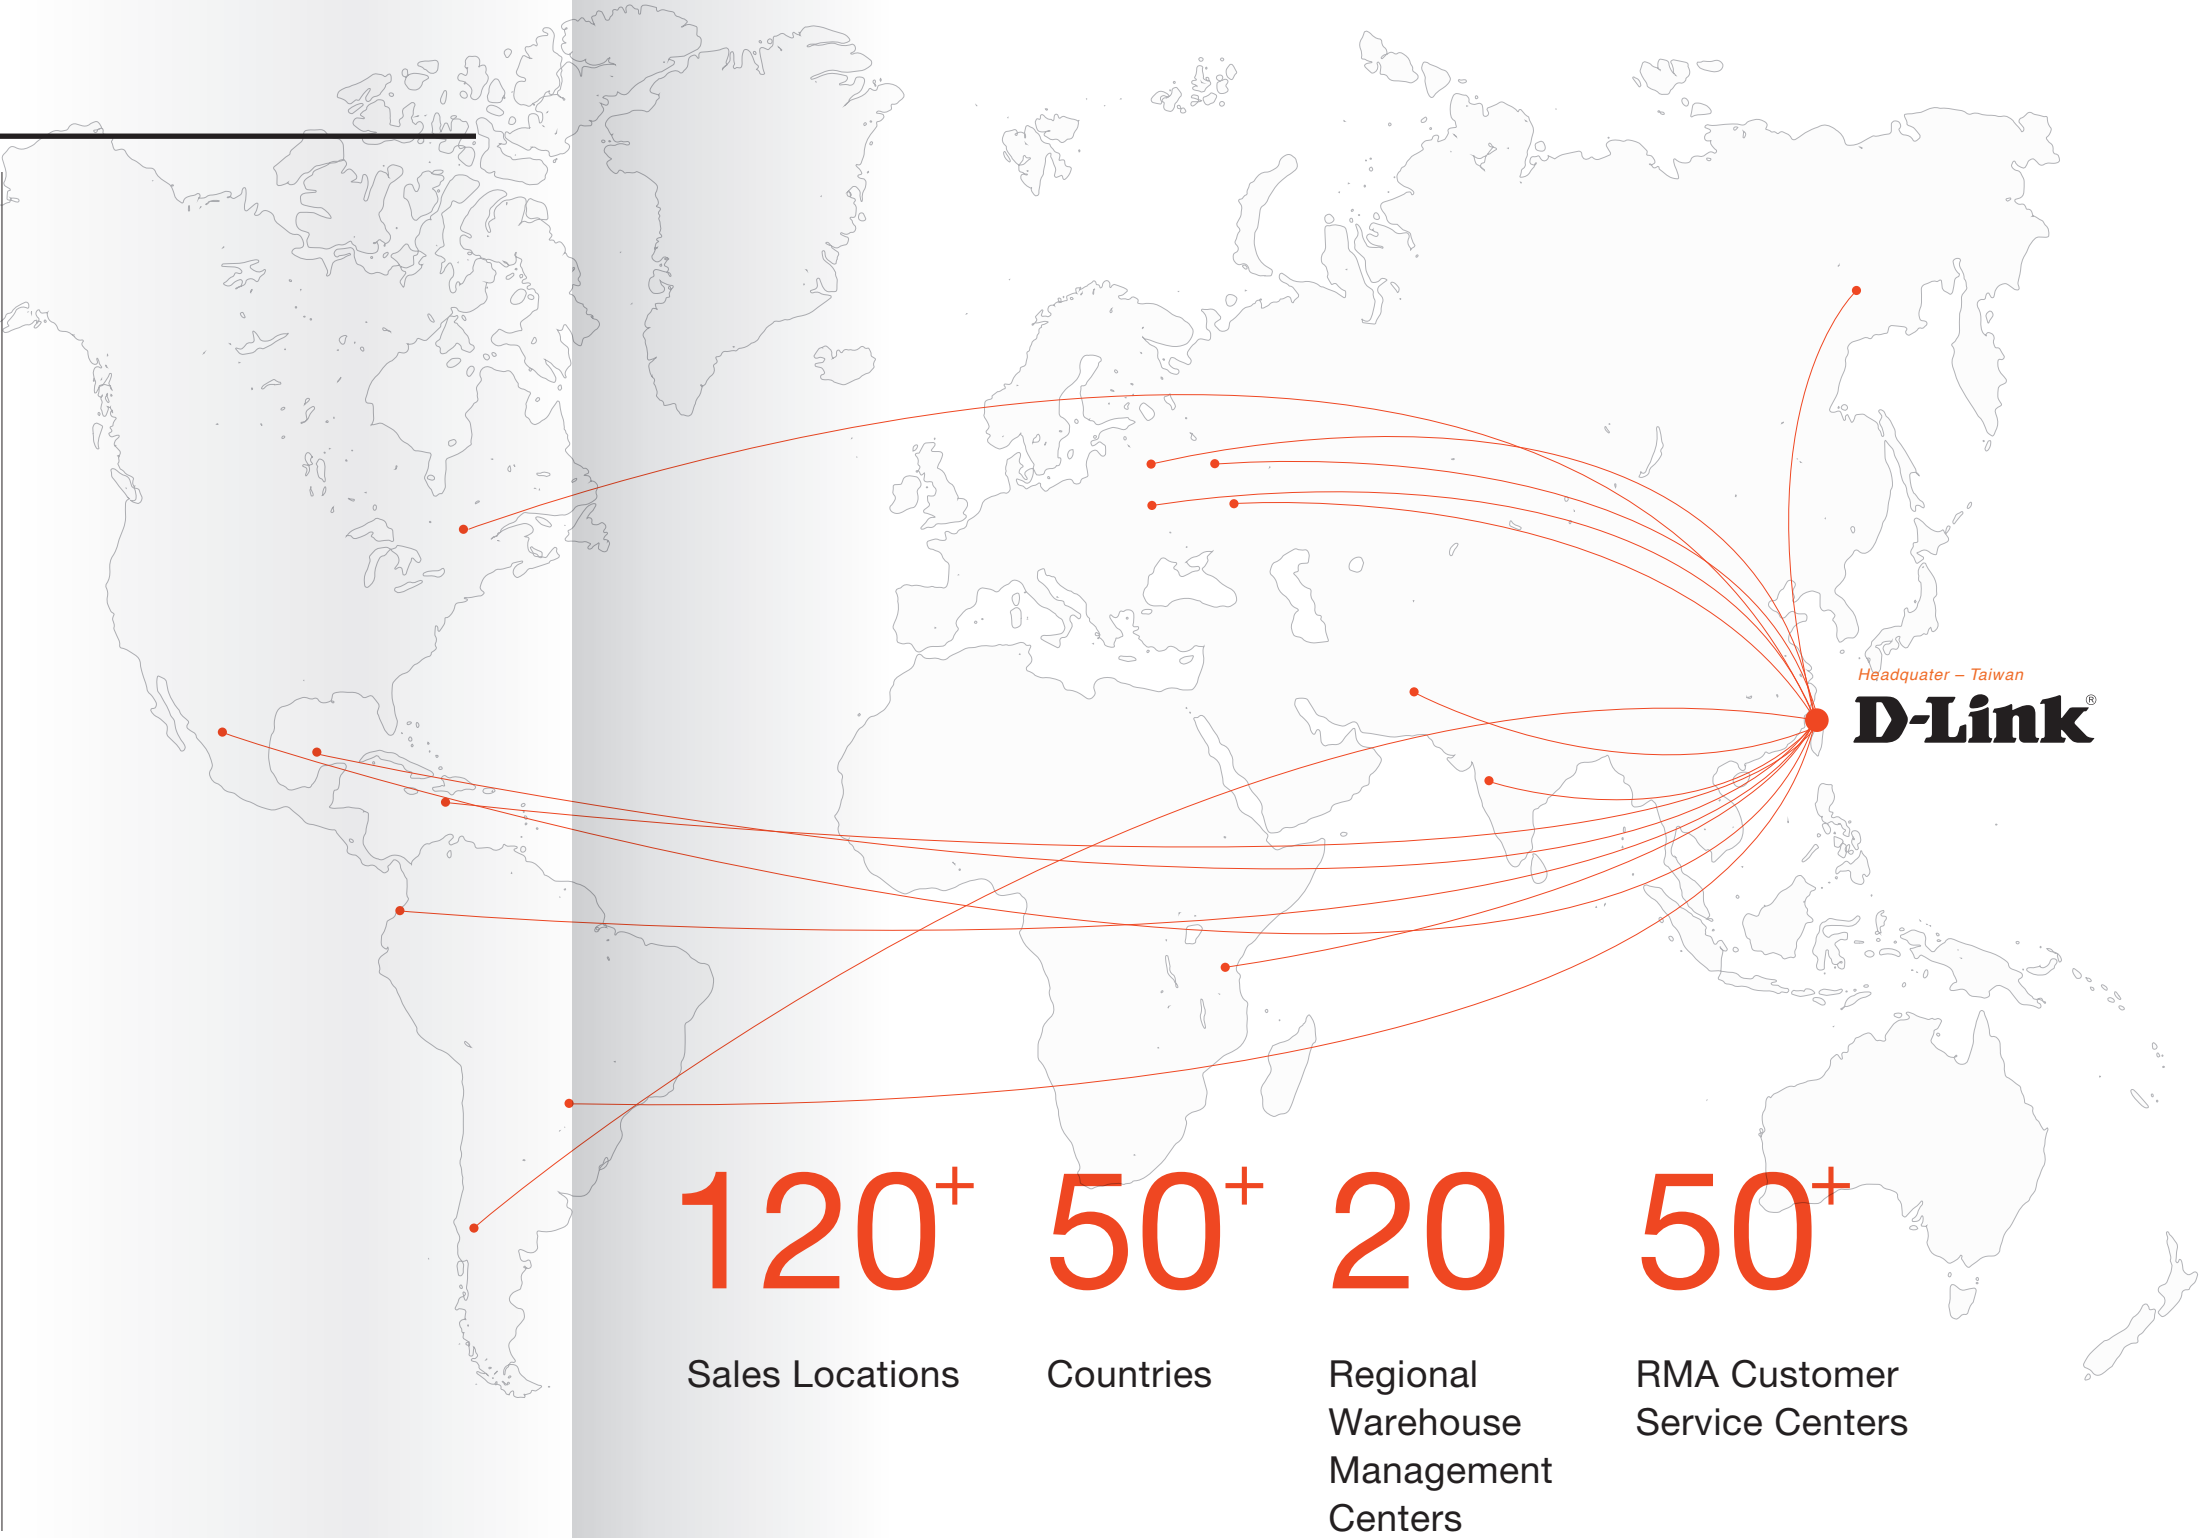 Headquater – Taiwan
D-Link®
120+
Sales Locations
50+
Countries
20
Regional
Warehouse
Management
Centers
50+
RMA Customer
Service Centers